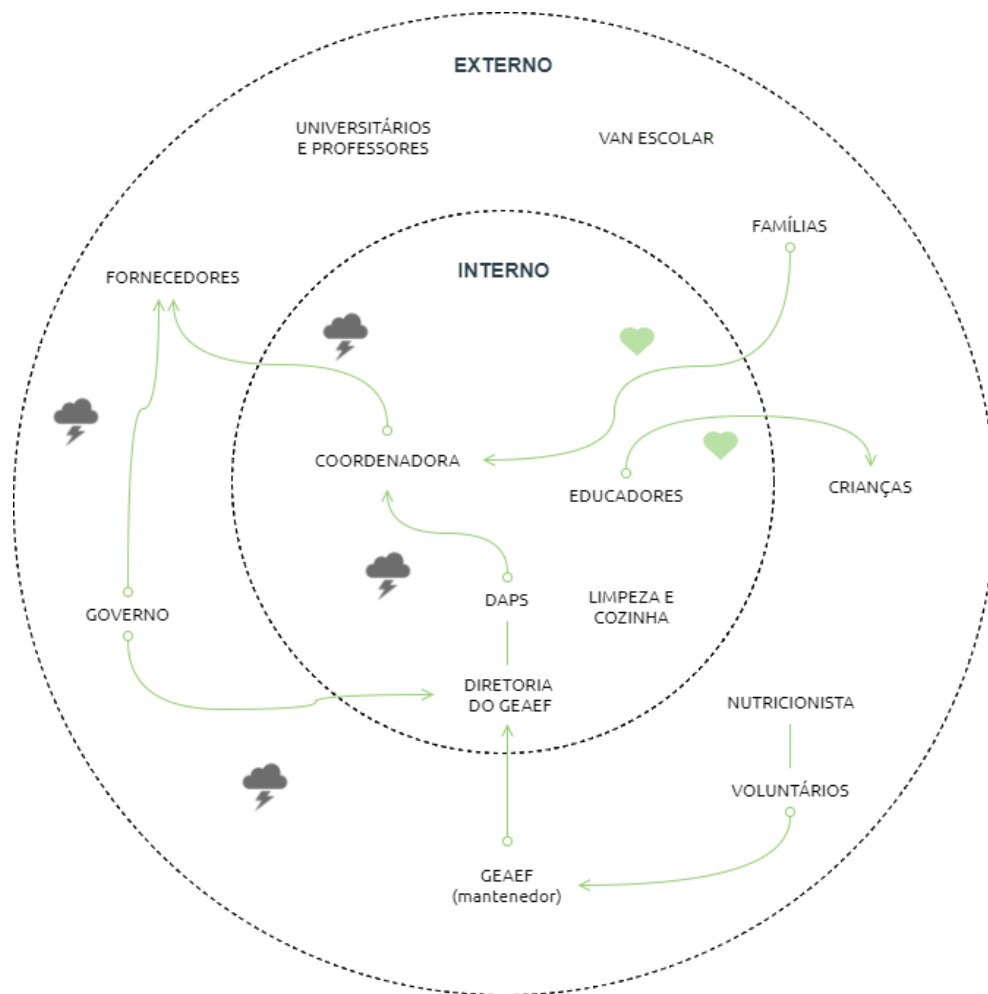 EXTERNO
UNIVERSITÁRIOS
E PROFESSORES
VAN ESCOLAR
FAMÍLIAS
INTERNO
FORNECEDORES
COORDENADORA
EDUCADORES
CRIANÇAS
DAPS
LIMPEZA E
COZINHA
GOVERNO
DIRETORIA
DO GEAEF
NUTRICIONISTA
VOLUNTÁRIOS
GEAEF
(mantenedor)